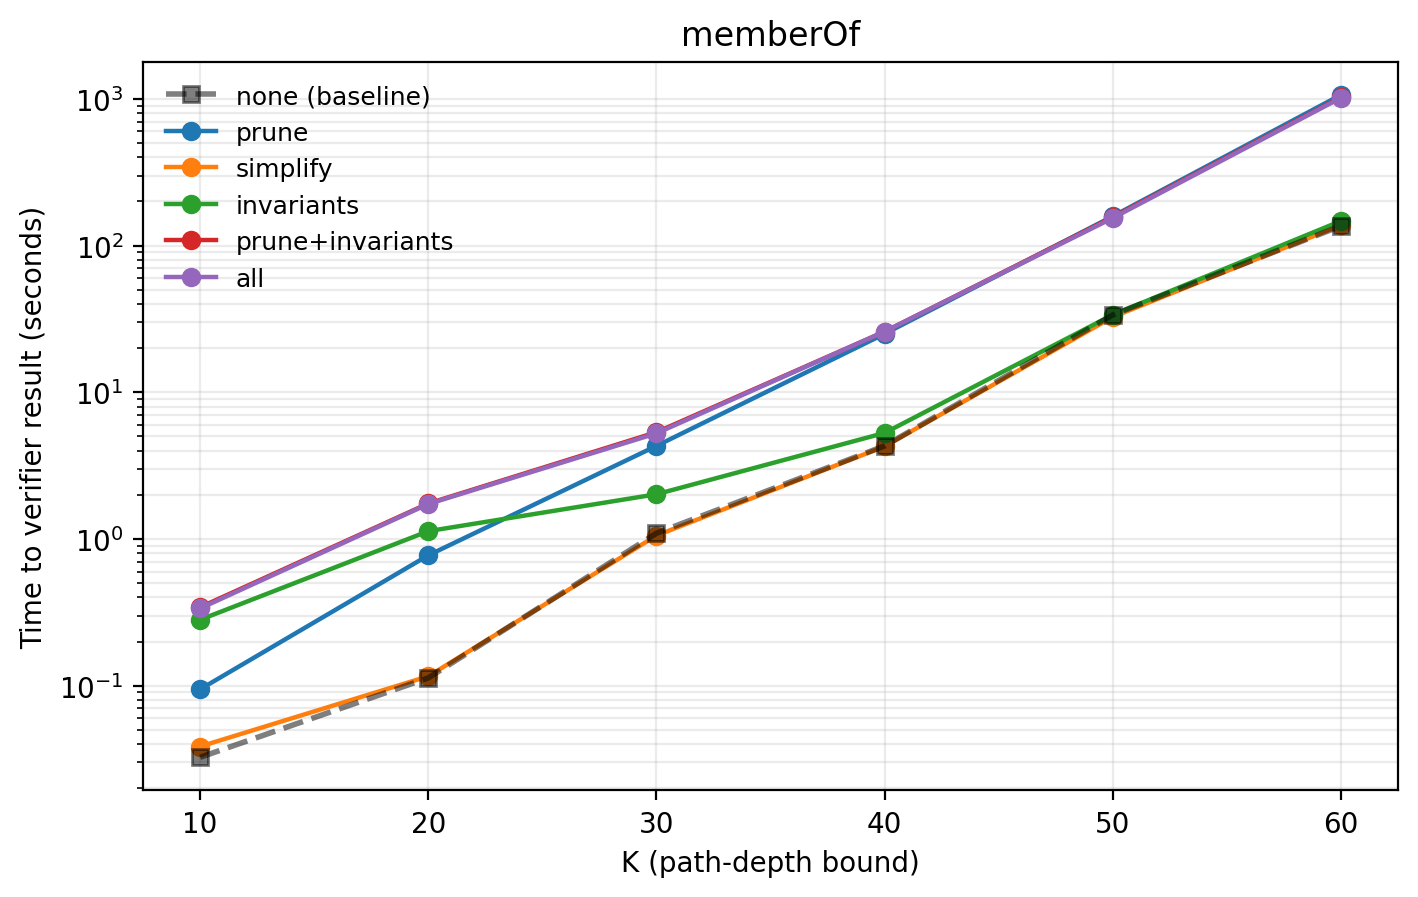 memberOf
none (baseline)
prune
simplify
invariants
prune+invariants
all
Time to verifier result (seconds)
10³
10²
10¹
10⁰
10⁻¹
10 20 30 40 50 60
K (path-depth bound)